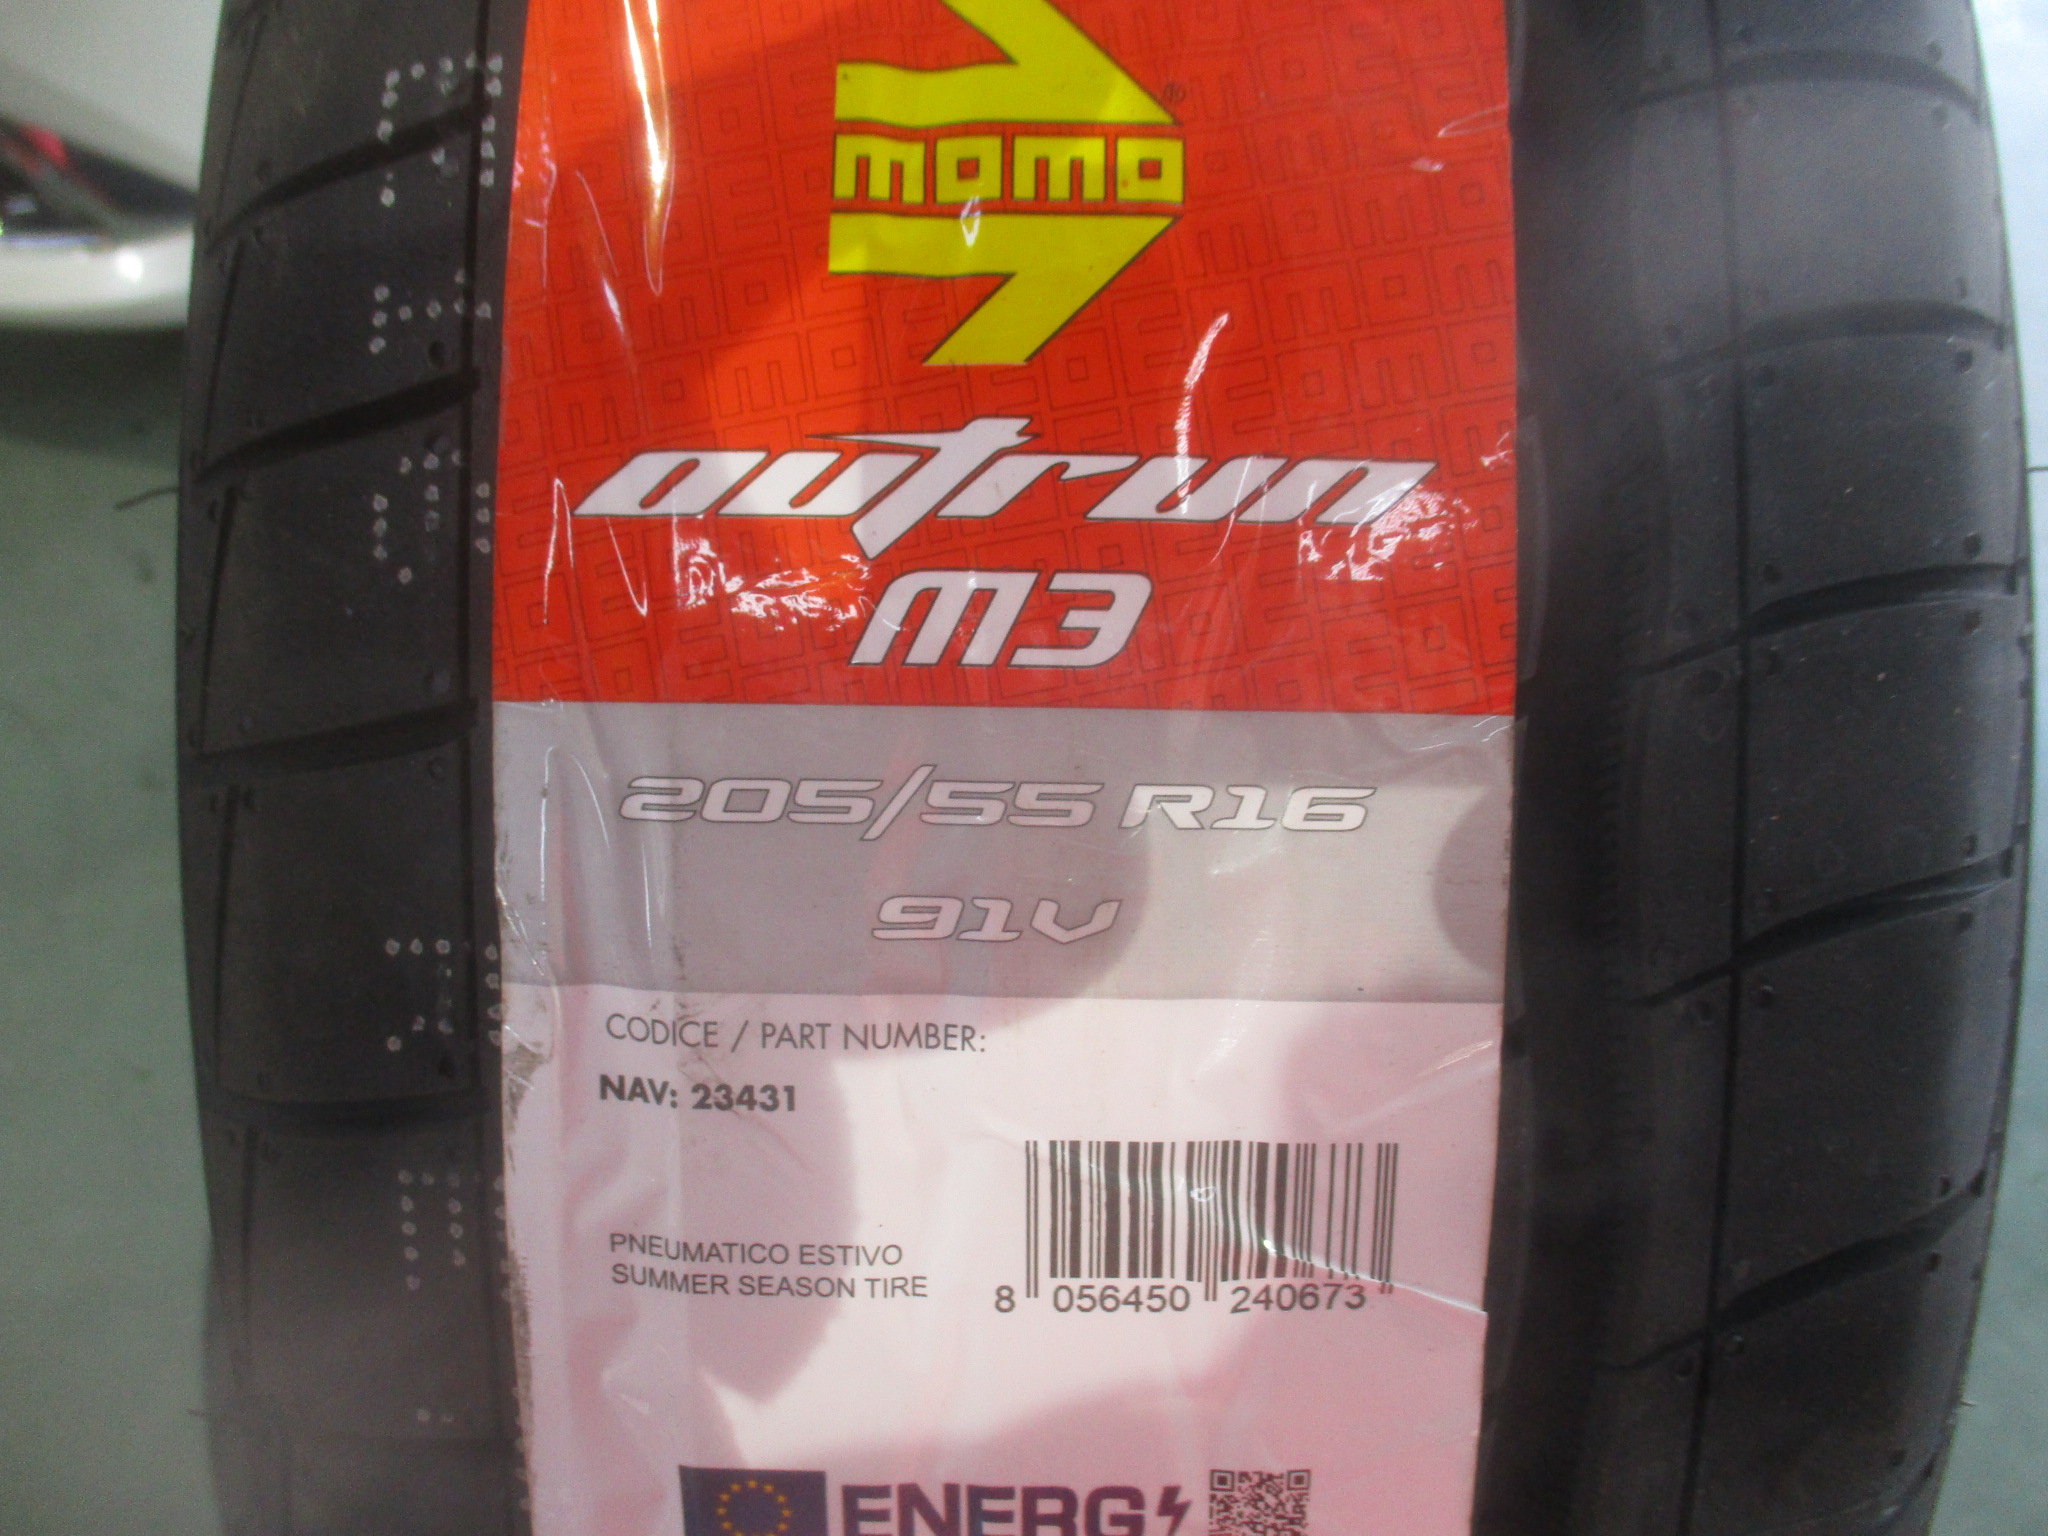 momo
outrun
M3
205/55 R16
91V
CODICE / PART NUMBER:
NAV: 23431
PNEUMATICO ESTIVO
SUMMER SEASON TIRE
8 056450 240673
ENERG